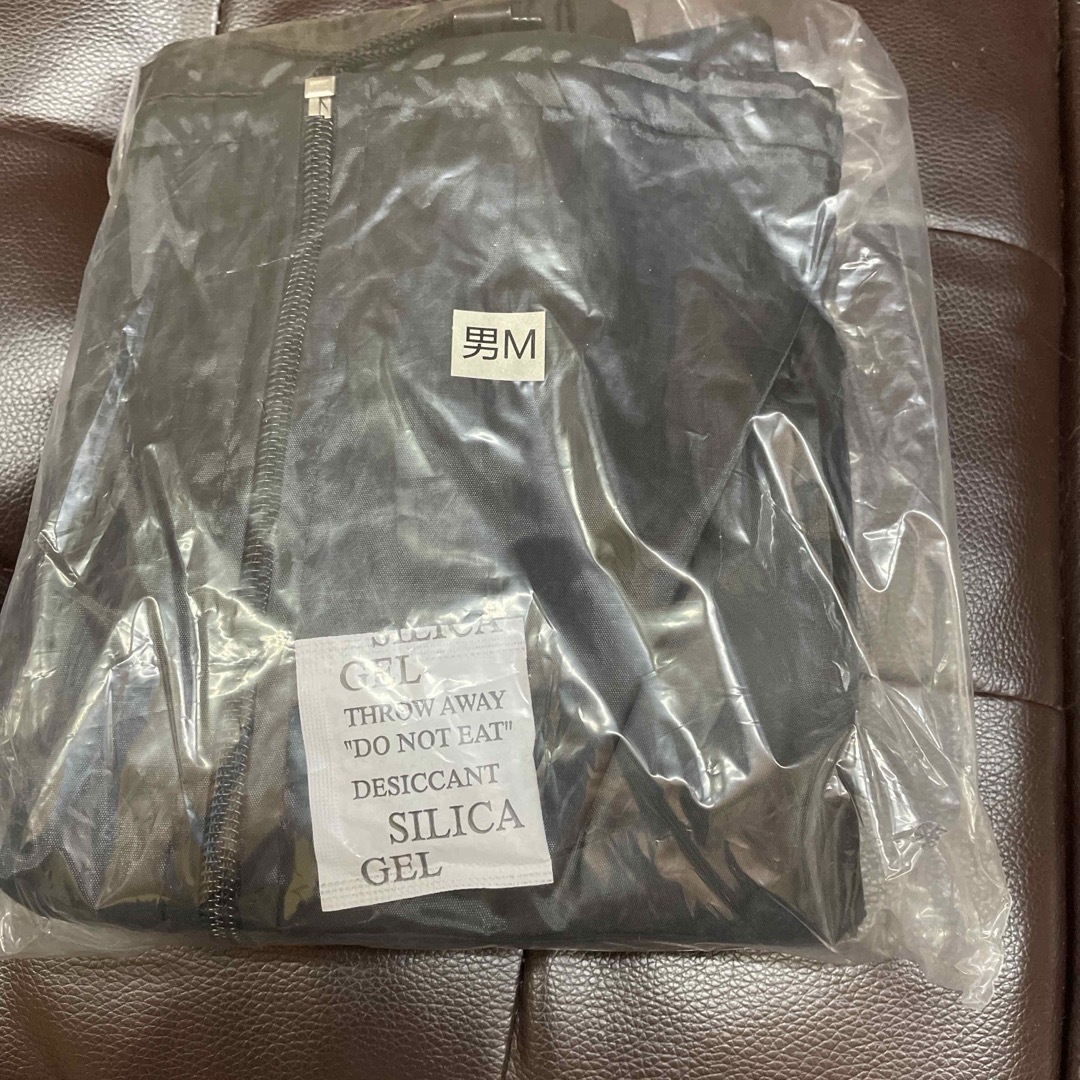 男M
SILICA
GEL
THROW AWAY
"DO NOT EAT"
DESICCANT
SILICA
GEL